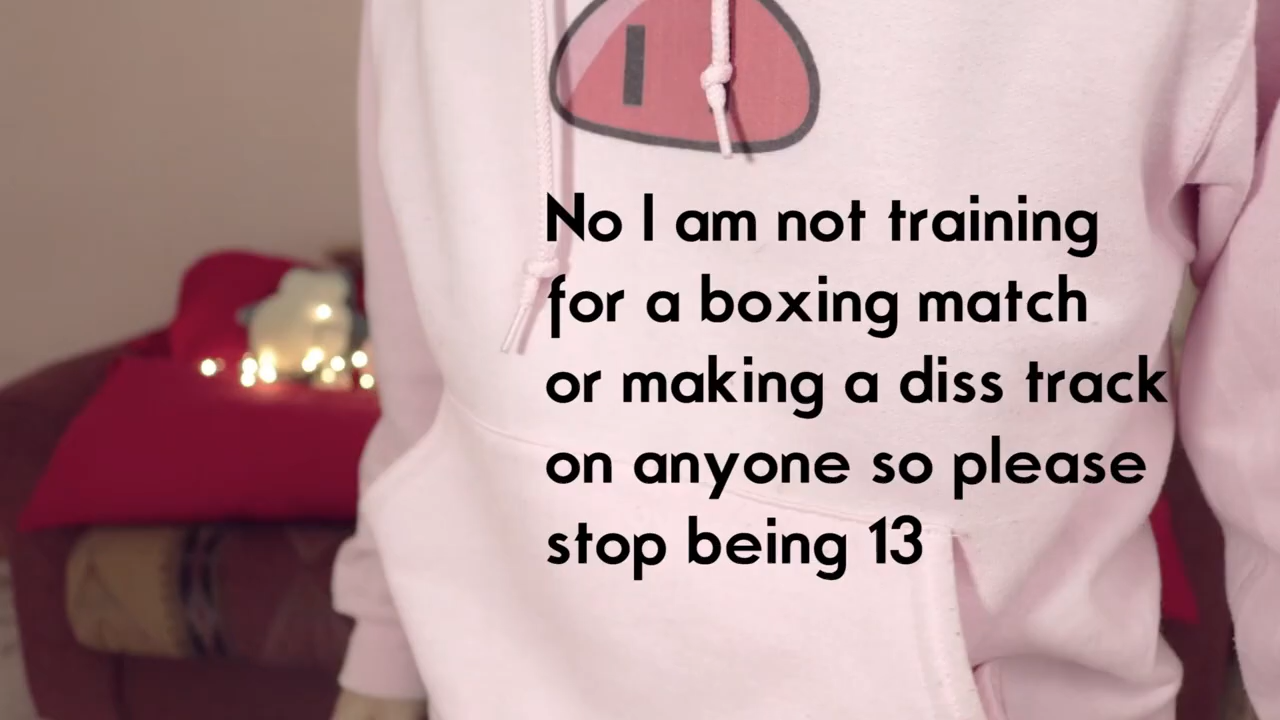 No I am not training
for a boxing match
or making a diss track
on anyone so please
stop being 13